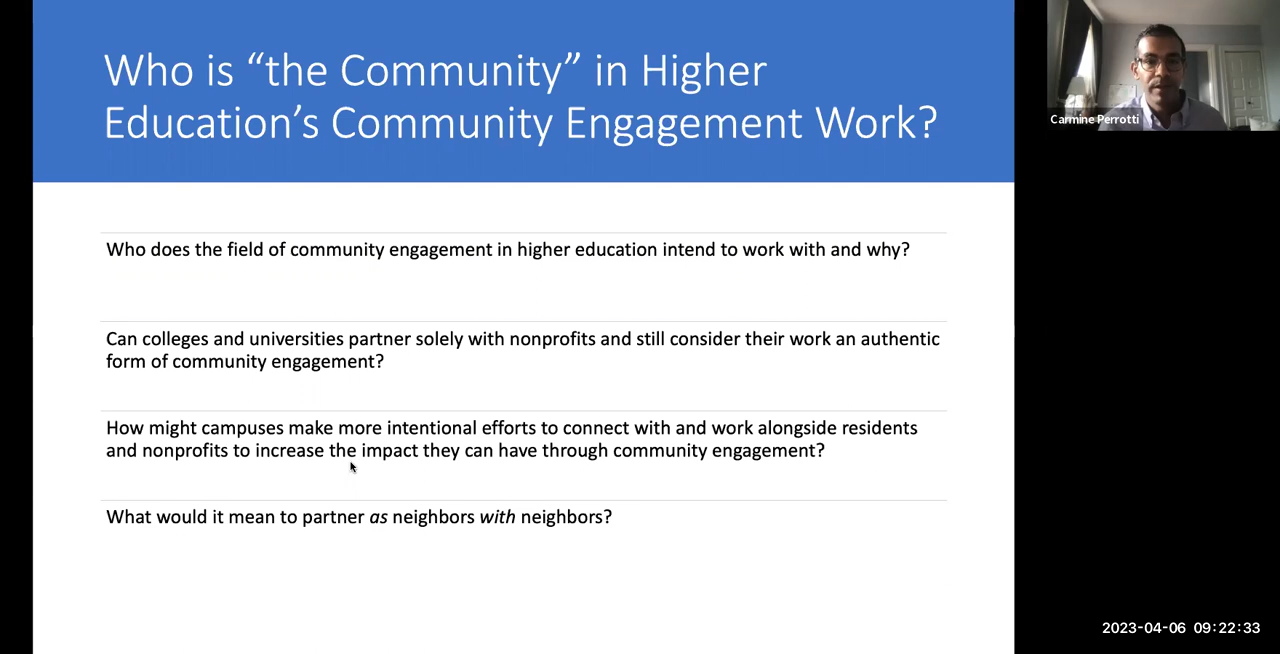 Who is “the Community” in Higher
Education’s Community Engagement Work?
Carmine Perrotti
Who does the field of community engagement in higher education intend to work with and why?
Can colleges and universities partner solely with nonprofits and still consider their work an authentic
form of community engagement?
How might campuses make more intentional efforts to connect with and work alongside residents
and nonprofits to increase the impact they can have through community engagement?
What would it mean to partner as neighbors with neighbors?
2023-04-06 09:22:33